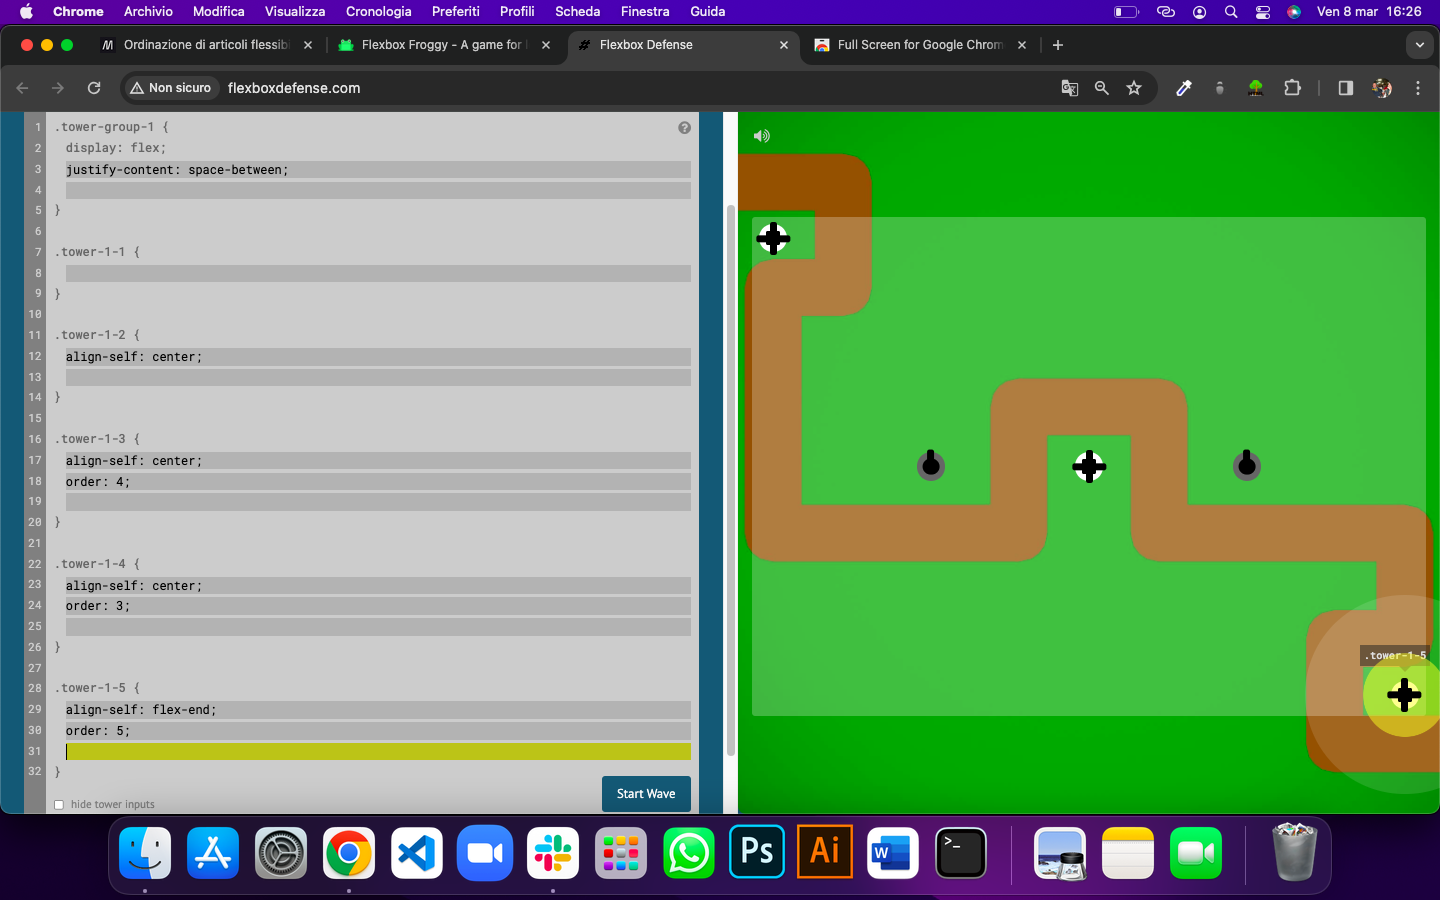 Chrome Archivio Modifica Visualizza Cronologia Preferiti Profili Scheda Finestra Guida Ven 8 mar 16:26
Ordinazione di articoli flessib
Flexbox Froggy - A game for
Flexbox Defense
Full Screen for Google Chrom
Non sicuro flexboxdefense.com
1 .tower-group-1 {
2 display: flex;
3 justify-content: space-between;
4
5 }
6
7 .tower-1-1 {
8
9 }
10
11 .tower-1-2 {
12 align-self: center;
13
14 }
15
16 .tower-1-3 {
17 align-self: center;
18 order: 4;
19
20 }
21
22 .tower-1-4 {
23 align-self: center;
24 order: 3;
25
26 }
27
28 .tower-1-5 {
29 align-self: flex-end;
30 order: 5;
31
32 }
hide tower inputs
Start Wave
.tower-1-5
Ps
Ai
W
>_